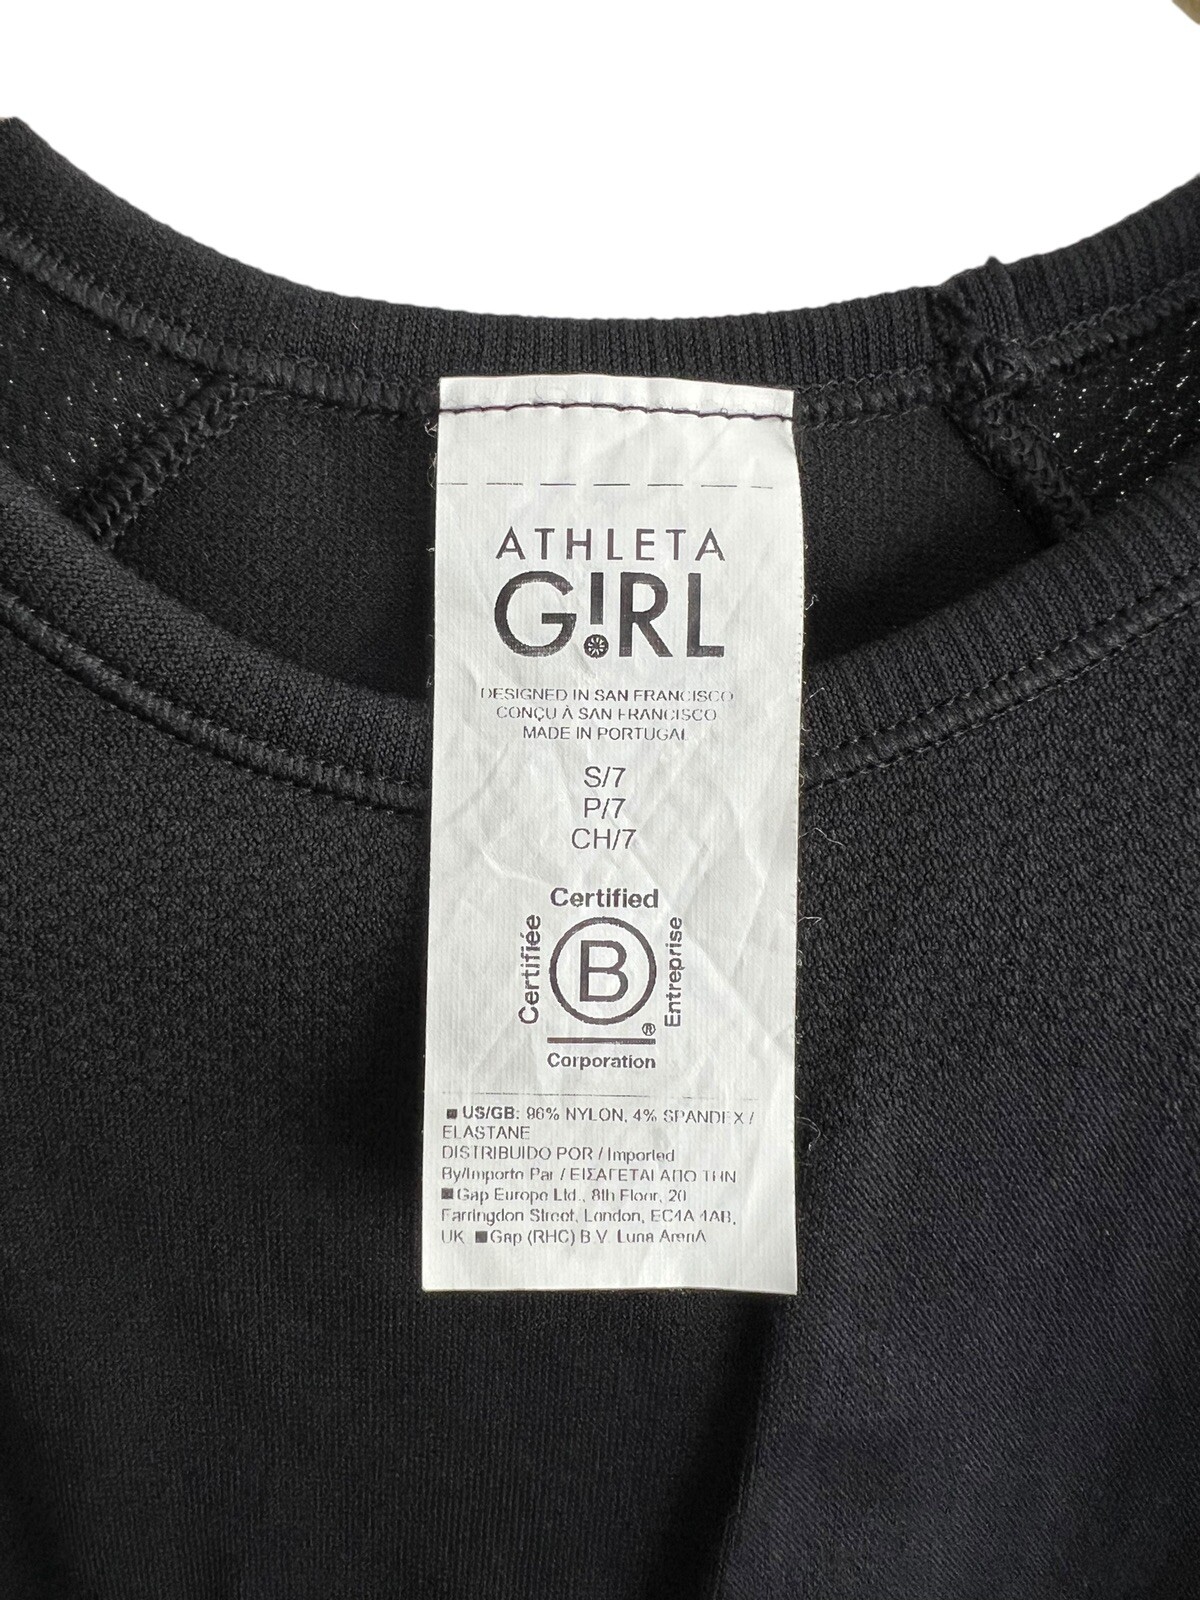 ATHLETA
G!RL
DESIGNED IN SAN FRANCISCO
CONÇU À SAN FRANCISCO
MADE IN PORTUGAL
S/7
P/7
CH/7
Certified
Certifiée
B
Entreprise
®
Corporation
US/GB: 96% NYLON, 4% SPANDEX /
ELASTANE
DISTRIBUIDO POR / Imported
By/Importe Par / ΕΙΣΑΓΕΤΑΙ ΑΠΟ ΤΗΝ
Gap Europe Ltd., 8th Floor, 20
Farringdon Street, London, EC4A 4AB,
UK Gap (RHC) B.V. Luna ArenA